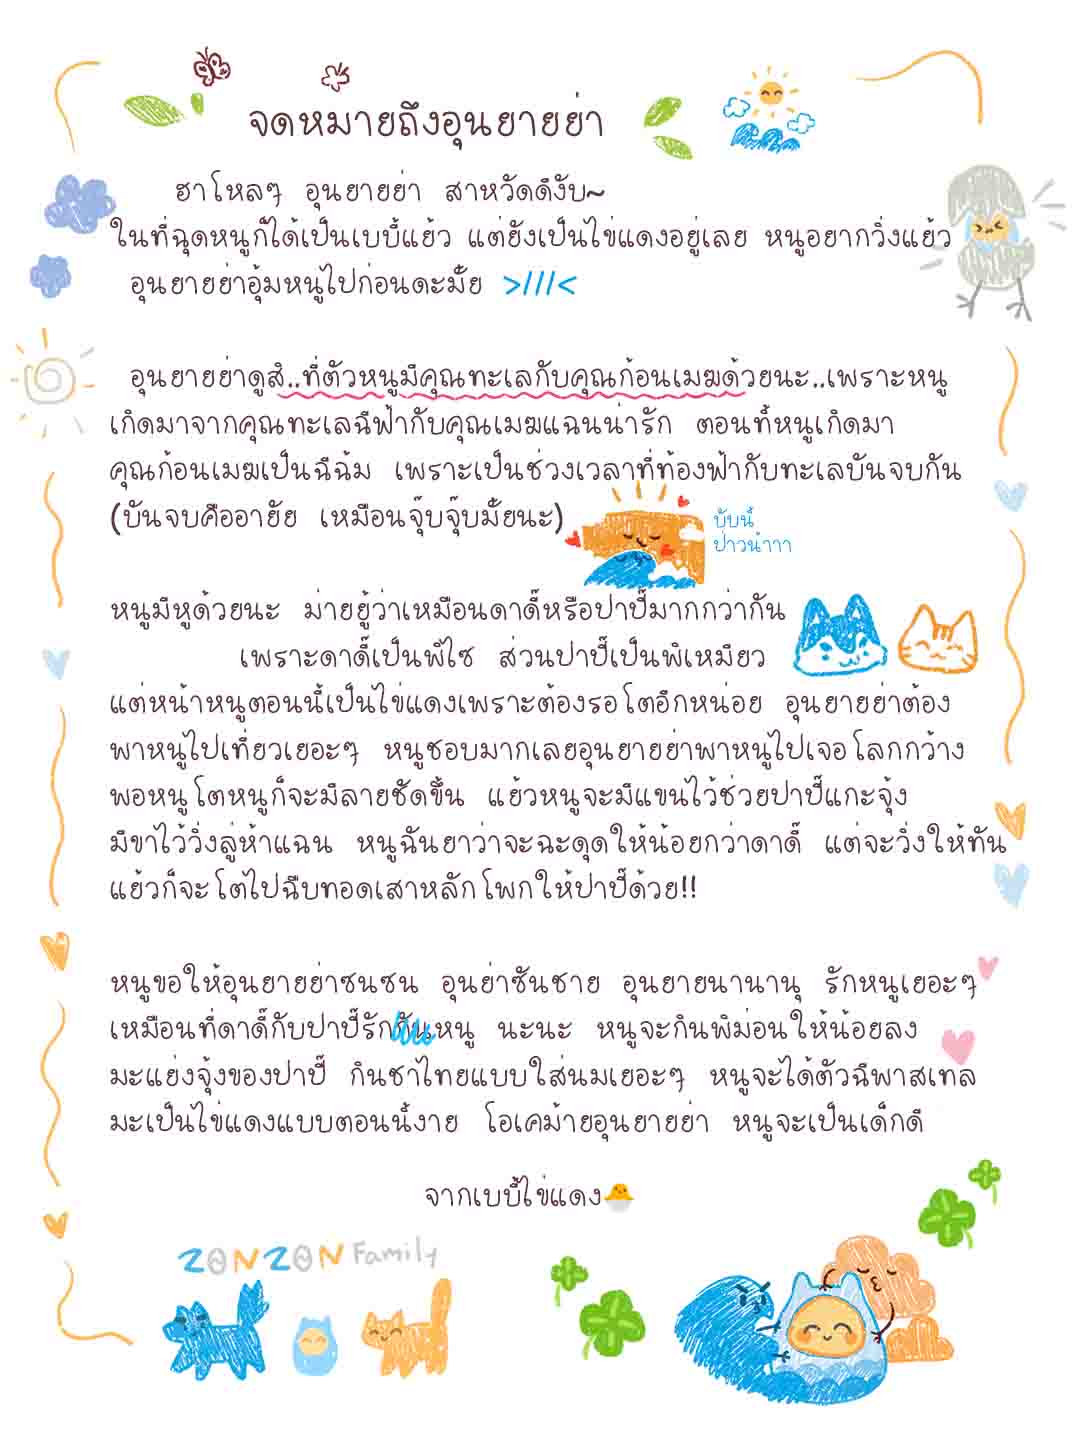 จดหมายถึงอุนยายย่า
ฮาโหลๆ อุนยายย่า สาหวัดดีงับ~
ในที่ฉุดหนูก็ได้เป็นเบบี้แย้ว แต่ยังเป็นไข่แดงอยู่เลย หนูอยากวิ่งแย้ว
อุนยายย่าอุ้มหนูไปก่อนดะมั้ย >///<
อุนยายย่าดูสิ..ที่ตัวหนูมีคุณทะเลกับคุณก้อนเมฆด้วยนะ..เพราะหนู
เกิดมาจากคุณทะเลฉีฟ้ากับคุณเมฆแฉนน่ารัก ตอนที่หนูเกิดมา
คุณก้อนเมฆเป็นฉีฉ้ม เพราะเป็นช่วงเวลาที่ท้องฟ้ากับทะเลบันจบกัน
(บันจบคืออายัย เหมือนจุ๊บจุ๊บมั้ยนะ)
บับนี้
ป่าวน้าาา
หนูมีหูด้วยนะ ม่ายยู้ว่าเหมือนดาดี๊หรือปาปี๊มากกว่ากัน
เพราะดาดี๊เป็นพี่ไซ ส่วนปาปี๊เป็นพี่เหมียว
แต่หน้าหนูตอนนี้เป็นไข่แดงเพราะต้องรอโตอีกหน่อย อุนยายย่าต้อง
พาหนูไปเที่ยวเยอะๆ หนูชอบมากเลยอุนยายย่าพาหนูไปเจอโลกกว้าง
พอหนูโตหนูก็จะมีลายชัดขึ้น แย้วหนูจะมีแขนไว้ช่วยปาปี๊แกะจุ้ง
มีขาไว้วิ่งลู่ห้าแฉน หนูฉันยาว่าจะฉะดุดให้น้อยกว่าดาดี๊ แต่จะวิ่งให้ทัน
แย้วก็จะโตไปฉืบทอดเสาหลักโพกให้ปาปี๊ด้วย!!
หนูขอให้อุนยายย่าซนซน อุนย่าซันชาย อุนยายนานานุ รักหนูเยอะๆ
เหมือนที่ดาดี๊กับปาปี๊รักหนู นะนะ หนูจะกินพิม่อนให้น้อยลง
มะแย่งจุ้งของปาปี๊ กินชาไทยแบบใส่นมเยอะๆ หนูจะได้ตัวฉีพาสเทล
มะเป็นไข่แดงแบบตอนนี้งาย โอเคม้ายอุนยายย่า หนูจะเป็นเด็กดี
จากเบบี้ไข่แดง🐣
ZONZON Family